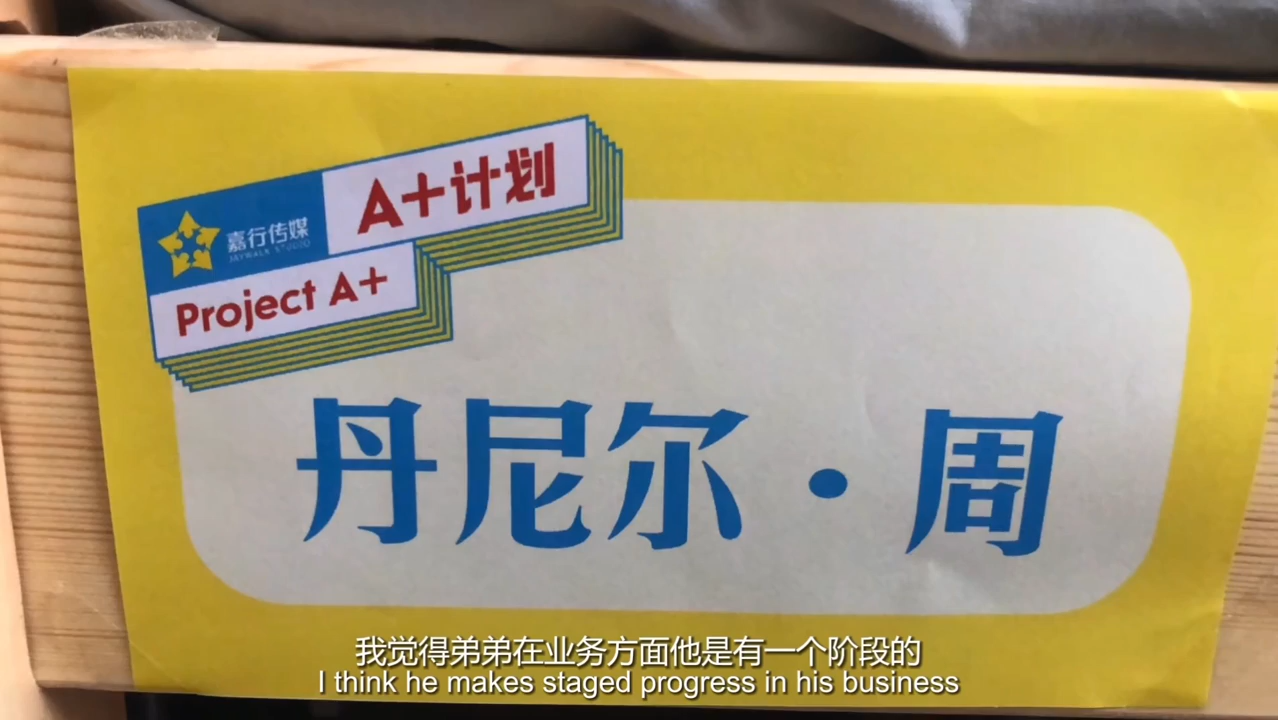 A+计划
嘉行传媒
JAYWALK STUDIO
Project A+
丹尼尔·周
我觉得弟弟在业务方面他是有一个阶段的
I think he makes staged progress in his business